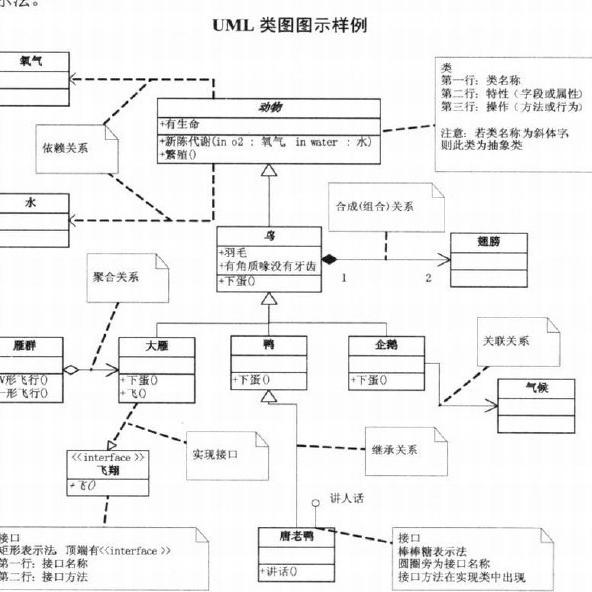 示法。
UML 类图图示样例
氧气
动物
+有生命
+新陈代谢(in o2 : 氧气, in water : 水)
+繁殖()
类
第一行：类名称
第二行：特性（字段或属性）
第三行：操作（方法或行为）
注意：若类名称为斜体字，
则此类为抽象类
依赖关系
水
合成(组合)关系
鸟
+羽毛
+有角质喙没有牙齿
+下蛋()
1
2
翅膀
聚合关系
雁群
V形飞行()
一形飞行()
大雁
+下蛋()
+飞()
鸭
+下蛋()
企鹅
+下蛋()
关联关系
气候
<<interface>>
飞翔
+飞()
实现接口
继承关系
讲人话
唐老鸭
+讲话()
接口
矩形表示法，顶端有<<interface>>
第一行：接口名称
第二行：接口方法
接口
棒棒糖表示法
圆圈旁为接口名称
接口方法在实现类中出现